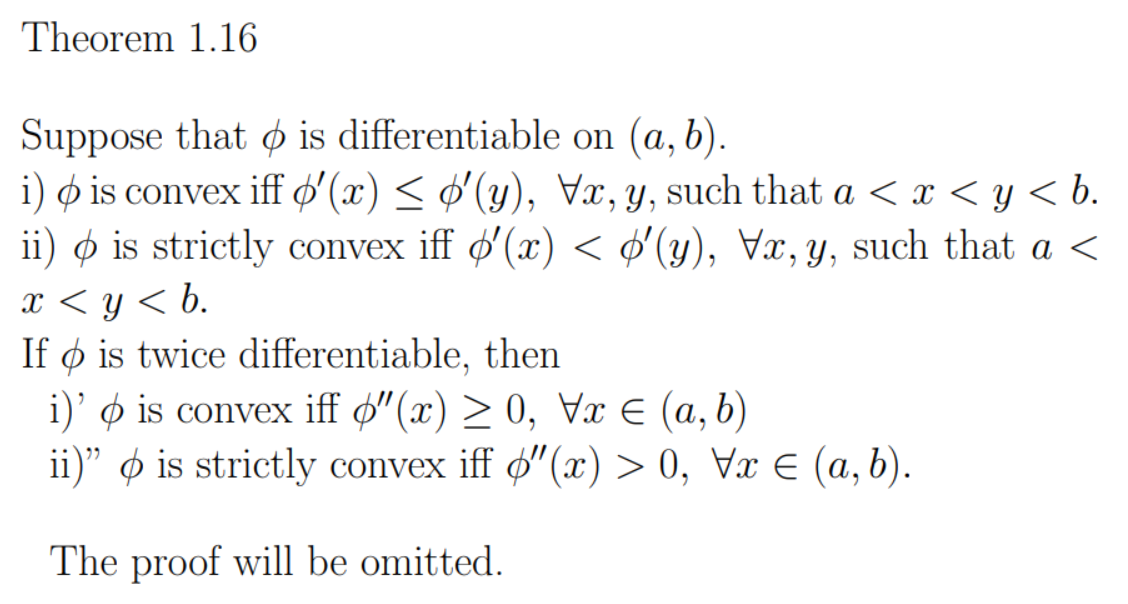 Theorem 1.16
Suppose that ϕ is differentiable on (a, b).
i) ϕ is convex iff ϕ′(x) ≤ ϕ′(y), ∀x, y, such that a < x < y < b.
ii) ϕ is strictly convex iff ϕ′(x) < ϕ′(y), ∀x, y, such that a <
x < y < b.
If ϕ is twice differentiable, then
i)’ ϕ is convex iff ϕ′′(x) ≥ 0, ∀x ∈ (a, b)
ii)” ϕ is strictly convex iff ϕ′′(x) > 0, ∀x ∈ (a, b).
The proof will be omitted.